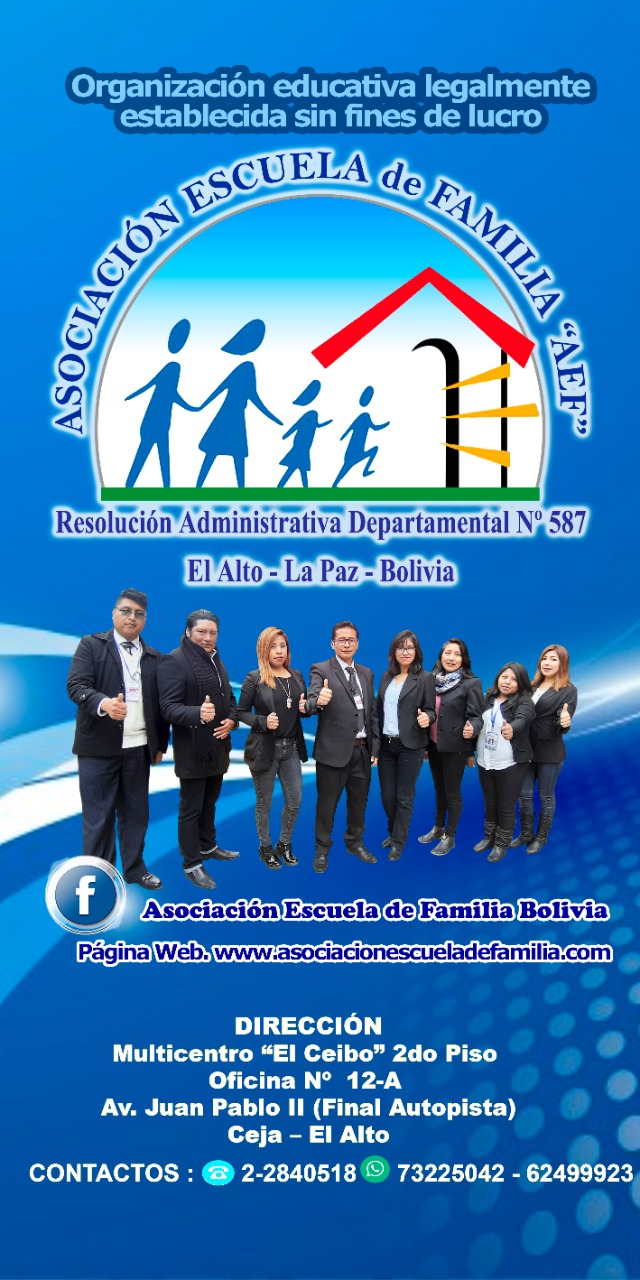 Organización educativa legalmente
establecida sin fines de lucro
ASOCIACIÓN ESCUELA de FAMILIA “AEF”
Resolución Administrativa Departamental Nº 587
El Alto - La Paz - Bolivia
f
Asociación Escuela de Familia Bolivia
Página Web. www.asociacionescueladefamilia.com
DIRECCIÓN
Multicentro “El Ceibo” 2do Piso
Oficina Nº 12-A
Av. Juan Pablo II (Final Autopista)
Ceja – El Alto
CONTACTOS : 2-2840518 73225042 - 62499923